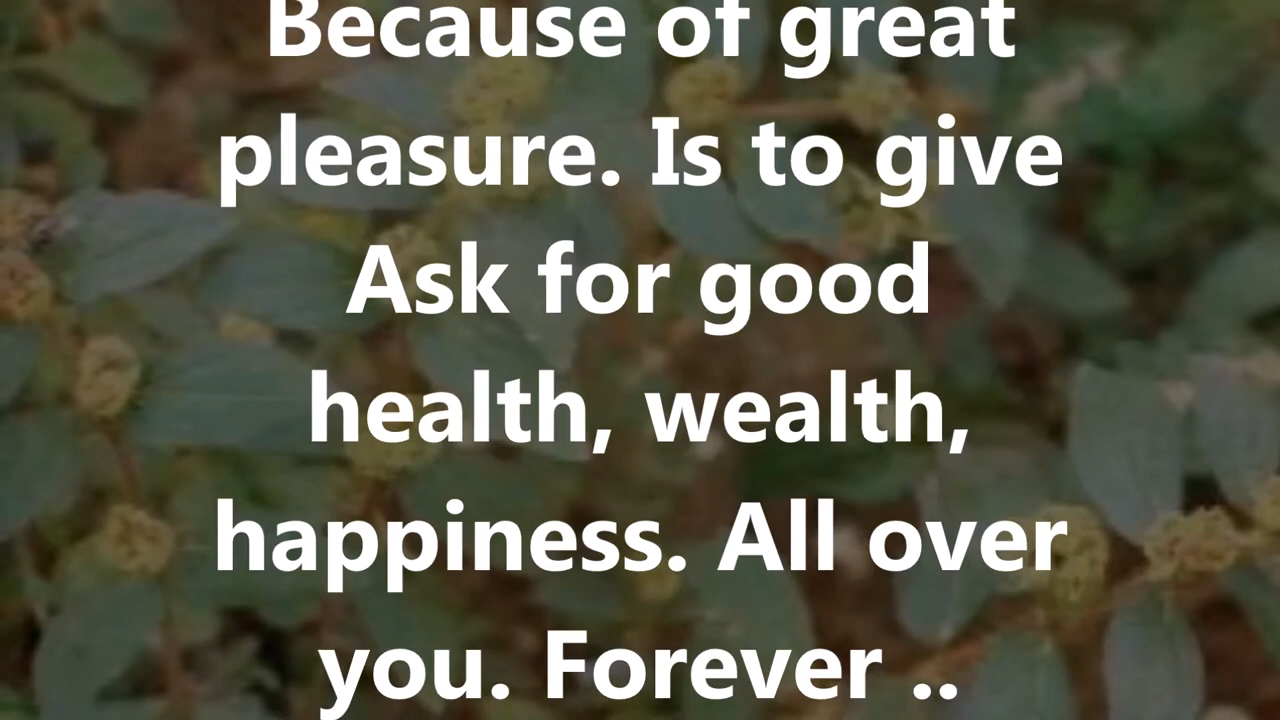 Because of great
pleasure. Is to give
Ask for good
health, wealth,
happiness. All over
you. Forever ..